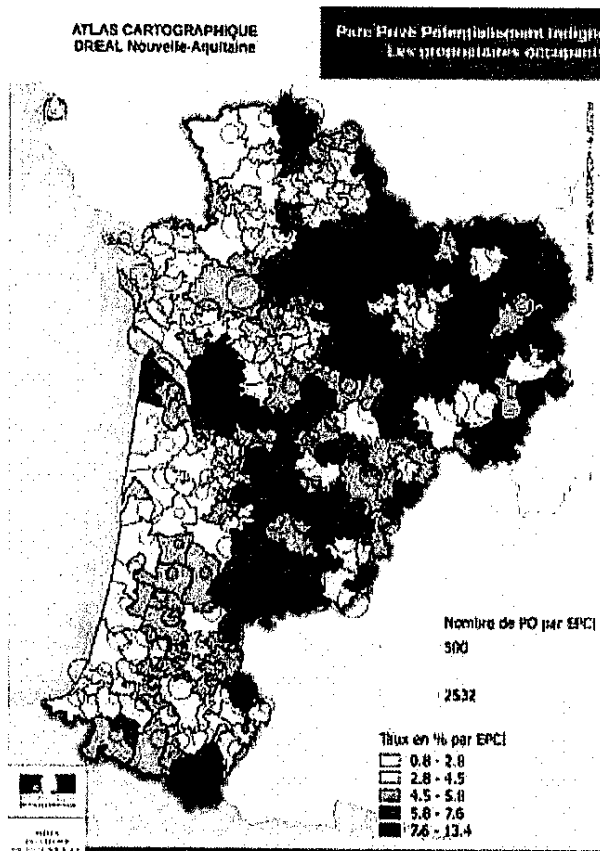 ATLAS CARTOGRAPHIQUE
DREAL Nouvelle-Aquitaine
Parc Privé Potentiellement Indigne
Les propriétaires occupants
Nombre de PO par EPCI
500
2532
Taux en % par EPCI
0.8 - 2.8
2.8 - 4.5
4.5 - 5.8
5.8 - 7.6
7.6 - 13.4